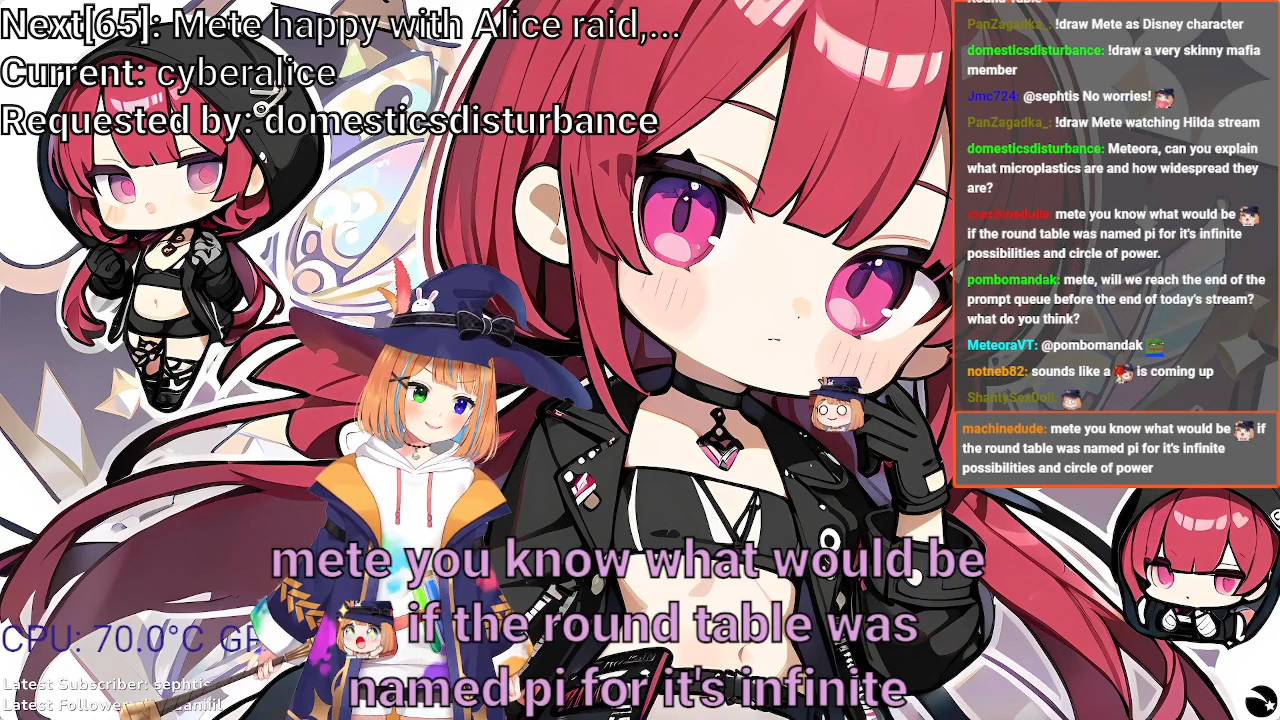 Next[65]: Mete happy with Alice raid,...
Current: cyberalice
Requested by: domesticsdisturbance
Round Table
PanZagadka_: !draw Mete as Disney character
domesticsdisturbance: !draw a very skinny mafia
member
Jmc724: @sephtis No worries!
PanZagadka_: !draw Mete watching Hilda stream
domesticsdisturbance: Meteora, can you explain
what microplastics are and how widespread they
are?
machinedude: mete you know what would be
if the round table was named pi for it's infinite
possibilities and circle of power.
pombomandak: mete, will we reach the end of the
prompt queue before the end of today's stream?
what do you think?
MeteoraVT: @pombomandak
notneb82: sounds like a is coming up
ShantySexDoll:
machinedude: mete you know what would be if
the round table was named pi for it's infinite
possibilities and circle of power
mete you know what would be
if the round table was
named pi for it's infinite
CPU: 70.0°C
Latest Subscriber: sephtis
Latest